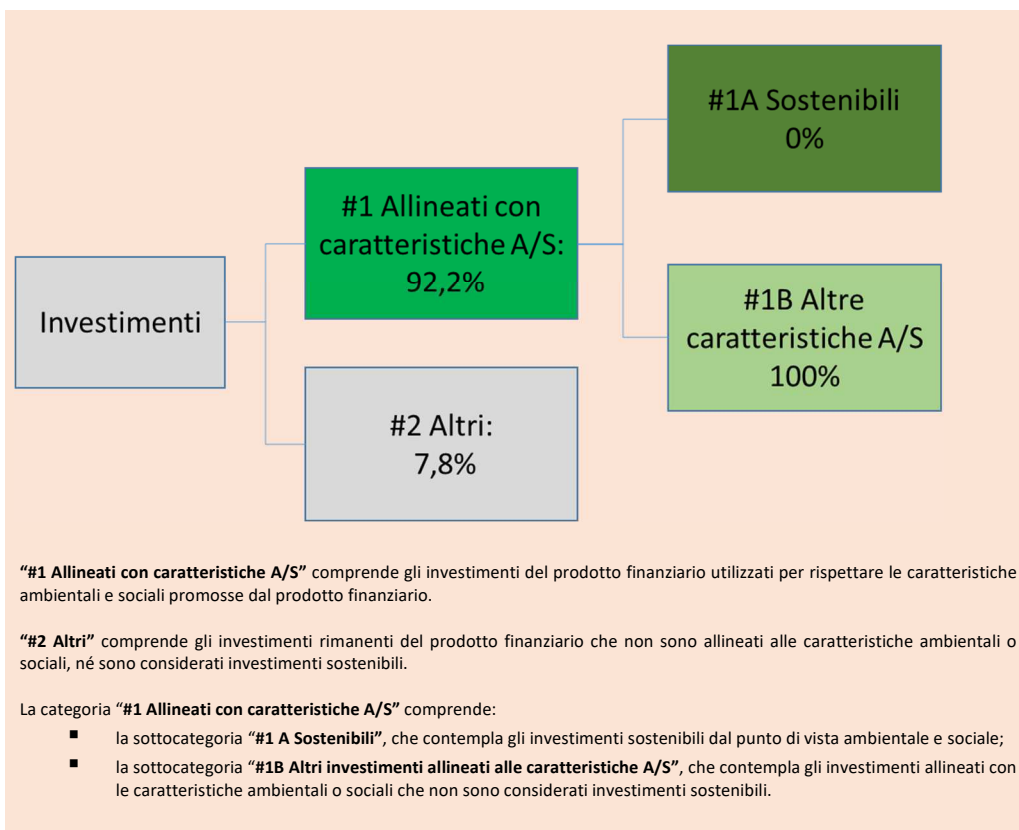 #1A Sostenibili
0%
#1 Allineati con
caratteristiche A/S:
92,2%
Investimenti
#1B Altre
caratteristiche A/S
100%
#2 Altri:
7,8%
“#1 Allineati con caratteristiche A/S” comprende gli investimenti del prodotto finanziario utilizzati per rispettare le caratteristiche
ambientali e sociali promosse dal prodotto finanziario.
“#2 Altri” comprende gli investimenti rimanenti del prodotto finanziario che non sono allineati alle caratteristiche ambientali o
sociali, né sono considerati investimenti sostenibili.
La categoria “#1 Allineati con caratteristiche A/S” comprende:
▪ la sottocategoria “#1 A Sostenibili”, che contempla gli investimenti sostenibili dal punto di vista ambientale e sociale;
▪ la sottocategoria “#1B Altri investimenti allineati alle caratteristiche A/S”, che contempla gli investimenti allineati con
le caratteristiche ambientali o sociali che non sono considerati investimenti sostenibili.